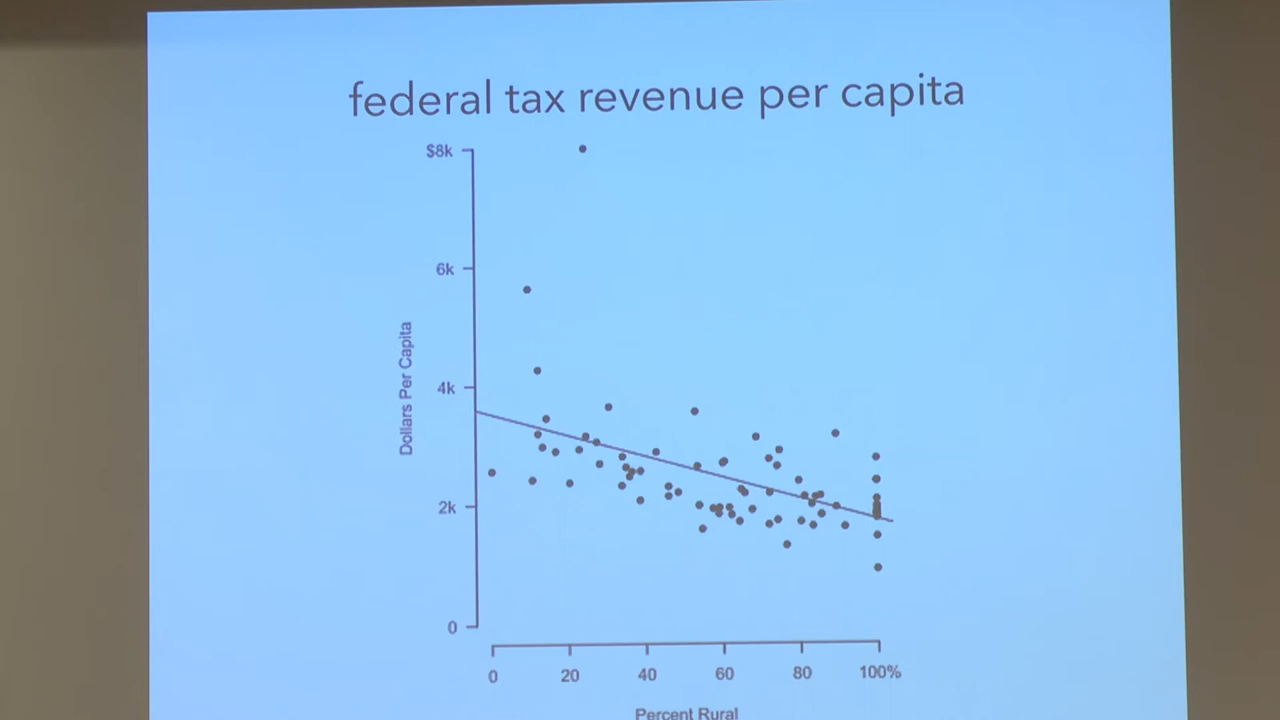 federal tax revenue per capita
$8k
6k
4k
2k
0
Dollars Per Capita
0 20 40 60 80 100%
Percent Rural